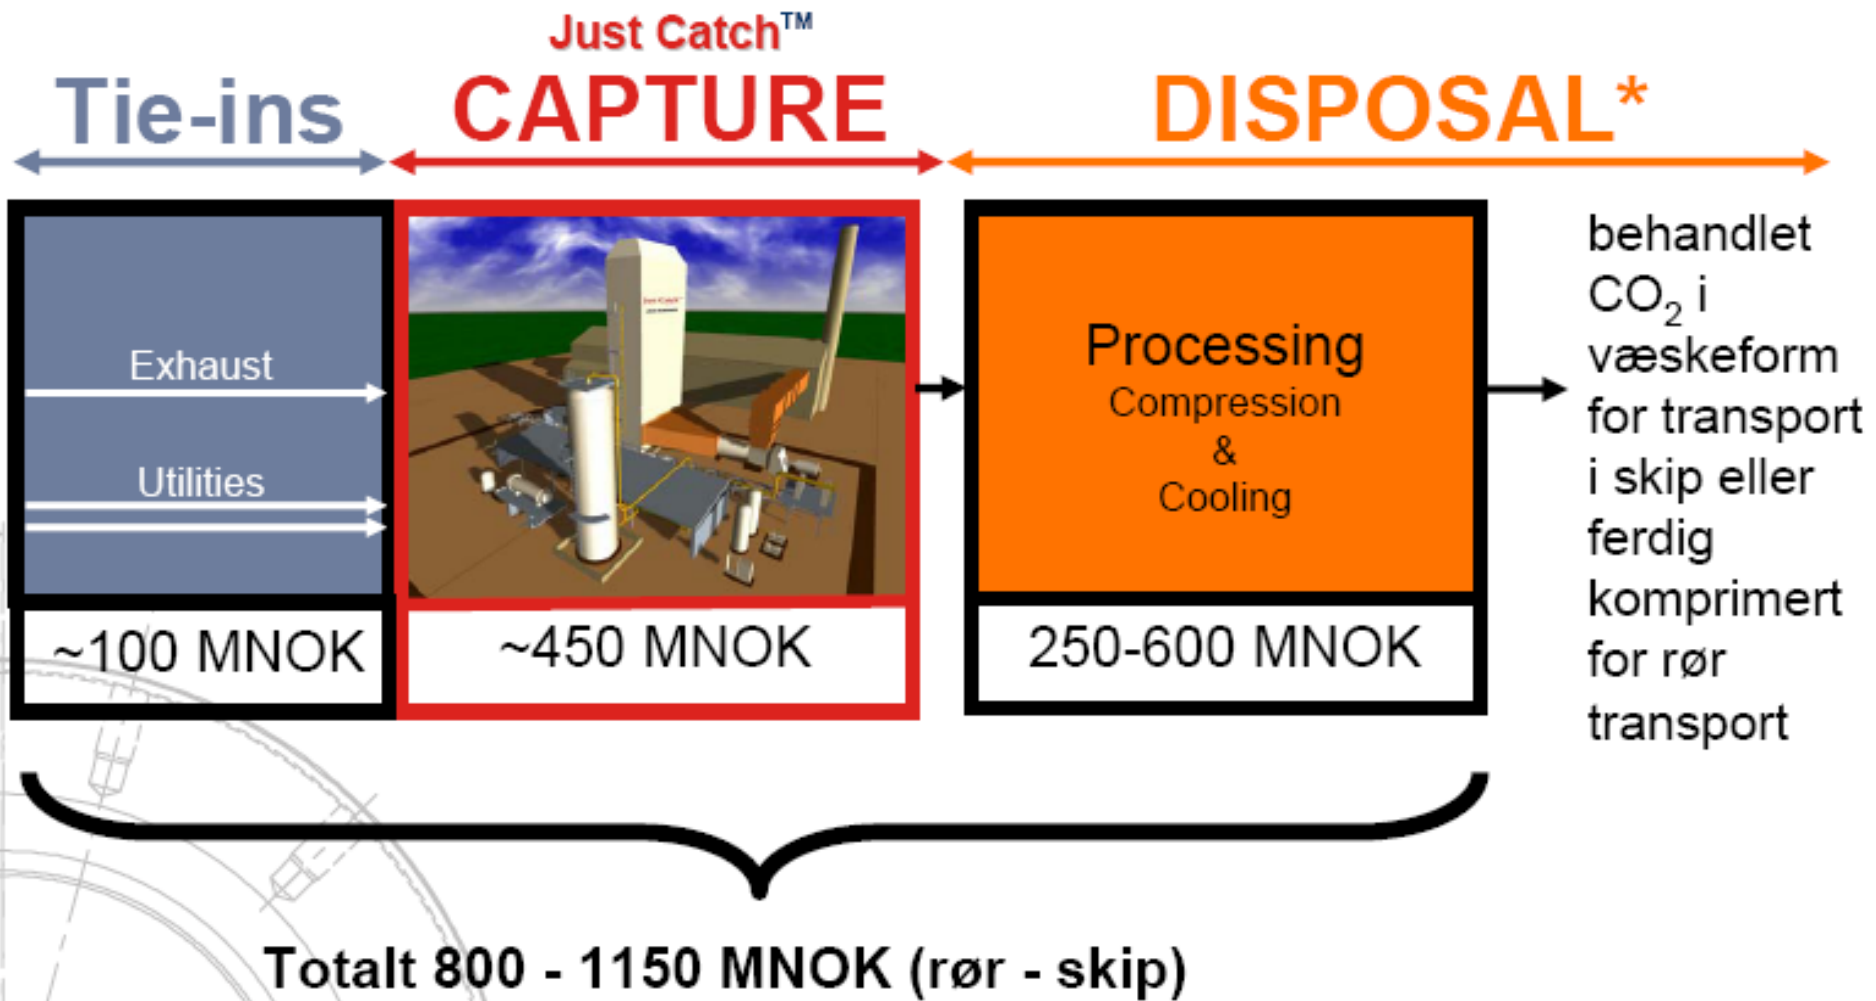 Just Catch™
Tie-ins
CAPTURE
DISPOSAL*
Exhaust
Utilities
~100 MNOK
~450 MNOK
Processing
Compression
&
Cooling
250-600 MNOK
behandlet
CO₂ i
væskeform
for transport
i skip eller
ferdig
komprimert
for rør
transport
Totalt 800 - 1150 MNOK (rør - skip)